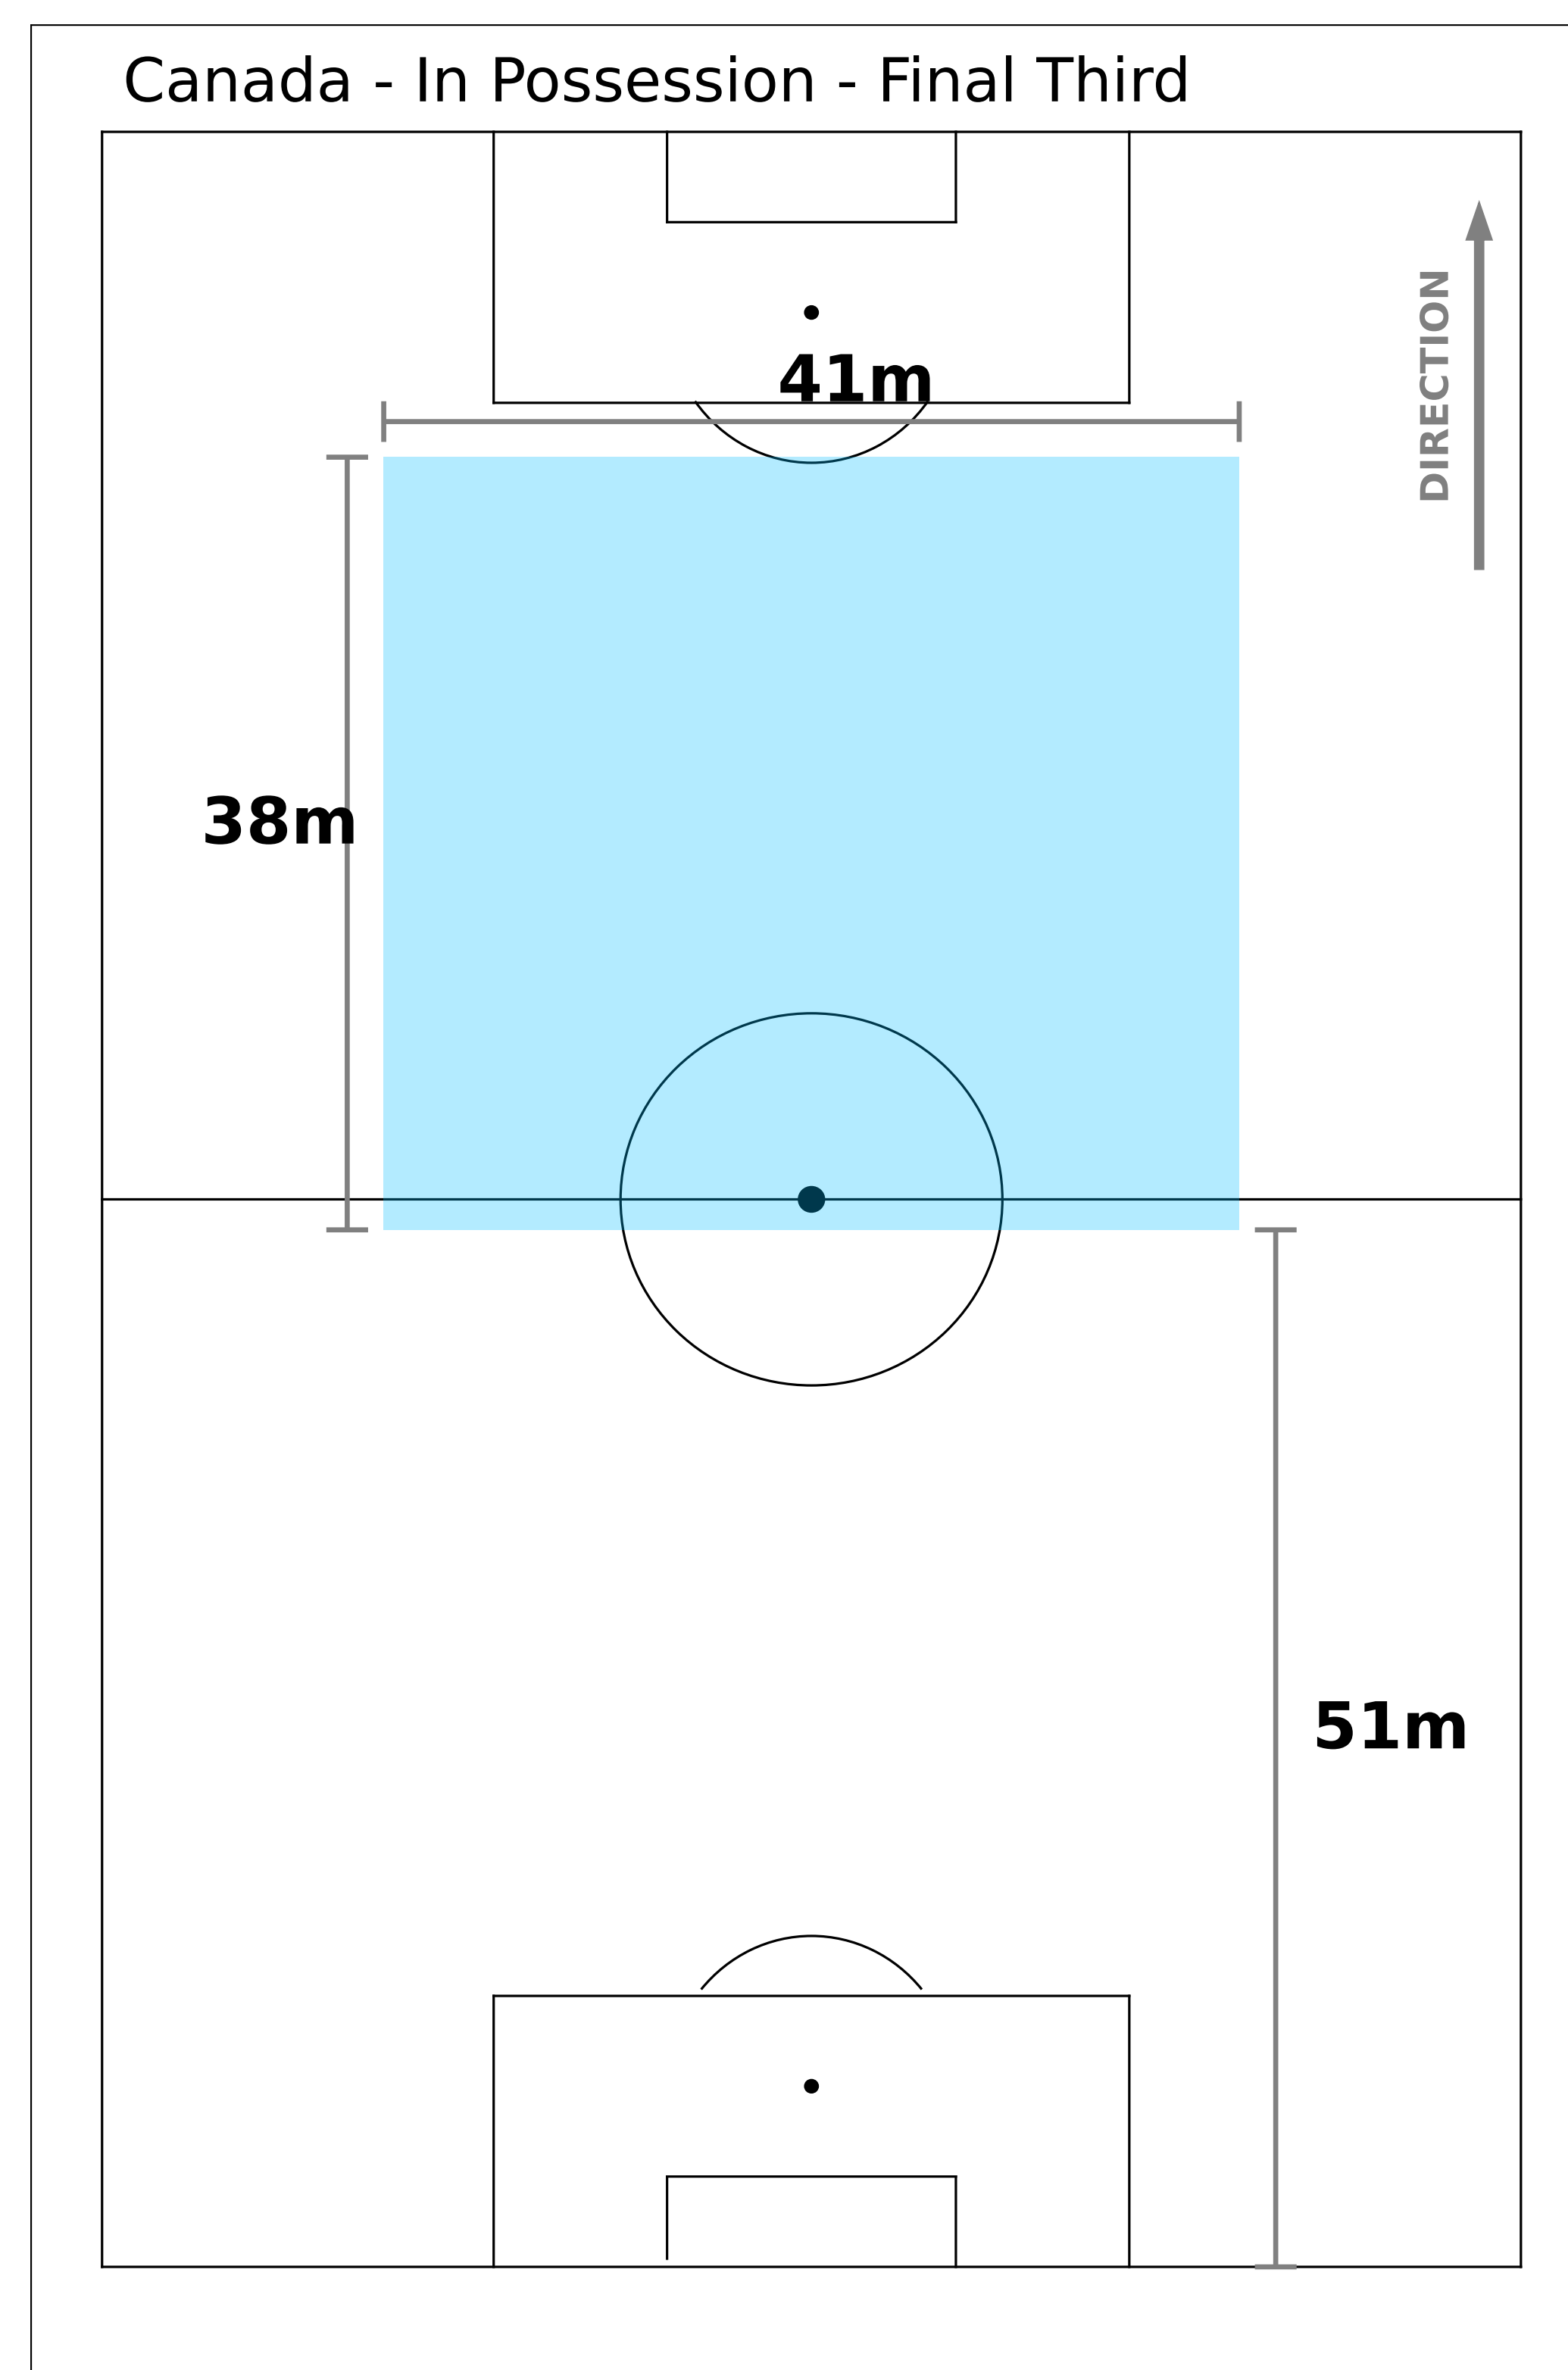 Canada - In Possession - Final Third
DIRECTION
41m
38m
51m